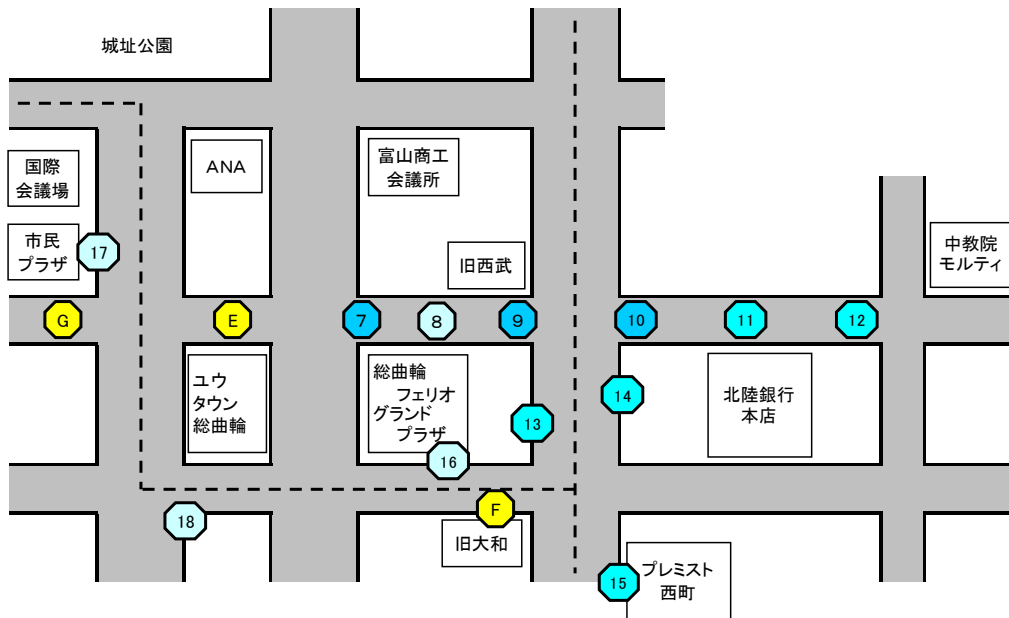 城址公園
国際
会議場
ANA
富山商工
会議所
市民
プラザ
17
旧西武
中教院
モルティ
G
E
7
8
9
10
11
12
ユウ
タウン
総曲輪
総曲輪
フェリオ
グランド
プラザ
13
14
北陸銀行
本店
16
18
F
旧大和
15
プレミスト
西町